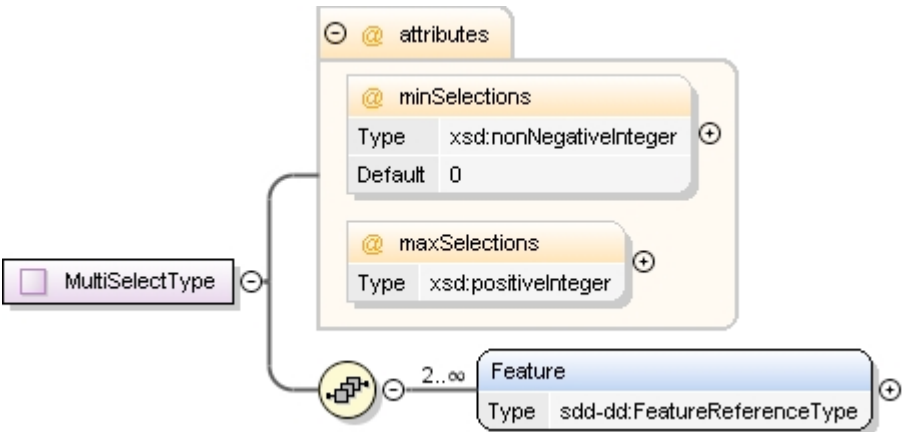 @ attributes
@ minSelections
Type xsd:nonNegativeInteger
Default 0
@ maxSelections
Type xsd:positiveInteger
MultiSelectType
2..∞
Feature
Type sdd-dd:FeatureReferenceType